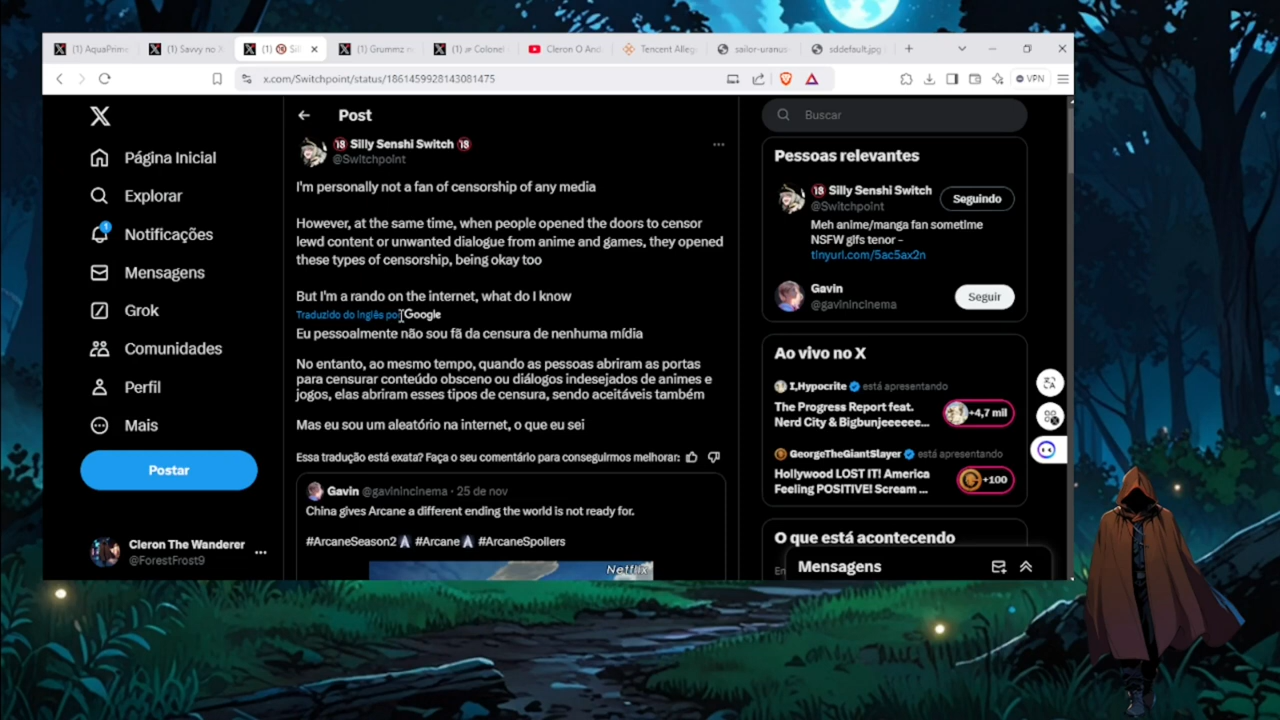 (1) AquaPrime
(1) Savvy no X
(1) 🔞 Sil
(1) Grummz no
(1) jr Colonel
Cleron O And
Tencent Alleg
sailor-uranus
sddefault.jpg
x.com/Switchpoint/status/1861459928143081475
VPN
Página Inicial
Explorar
Notificações
1
Mensagens
Grok
Comunidades
Perfil
Mais
Postar
Cleron The Wanderer
@ForestFrost9
Post
🔞 Silly Senshi Switch 🔞
@Switchpoint
I'm personally not a fan of censorship of any media
However, at the same time, when people opened the doors to censor
lewd content or unwanted dialogue from anime and games, they opened
these types of censorship, being okay too
But I'm a rando on the internet, what do I know
Traduzido do inglês por Google
Eu pessoalmente não sou fã da censura de nenhuma mídia
No entanto, ao mesmo tempo, quando as pessoas abriram as portas
para censurar conteúdo obsceno ou diálogos indesejados de animes e
jogos, elas abriram esses tipos de censura, sendo aceitáveis também
Mas eu sou um aleatório na internet, o que eu sei
Essa tradução está exata? Faça o seu comentário para conseguirmos melhorar:
Gavin @gavinincinema · 25 de nov
China gives Arcane a different ending the world is not ready for.
#ArcaneSeason2 #Arcane #ArcaneSpoilers
Netflix
Buscar
Pessoas relevantes
🔞 Silly Senshi Switch
@Switchpoint
Seguindo
Meh anime/manga fan sometime
NSFW gifs tenor -
tinyurl.com/5ac5ax2n
Gavin
@gavinincinema
Seguir
Ao vivo no X
I,Hypocrite está apresentando
The Progress Report feat.
Nerd City & Bigbunjeeeeee...
+4,7 mil
GeorgeTheGiantSlayer está apresentando
Hollywood LOST IT! America
Feeling POSITIVE! Scream ...
+100
O que está acontecendo
En
Mensagens